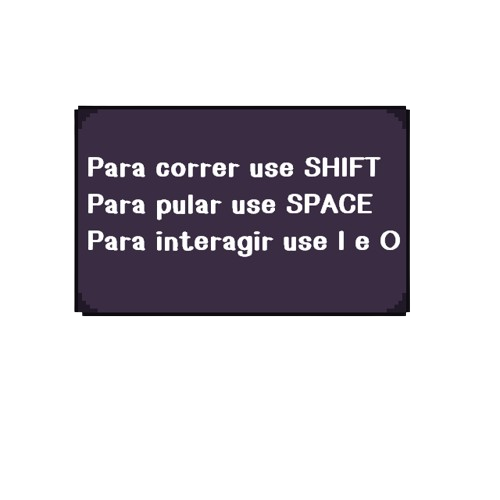 Para correr use SHIFT
Para pular use SPACE
Para interagir use I e O